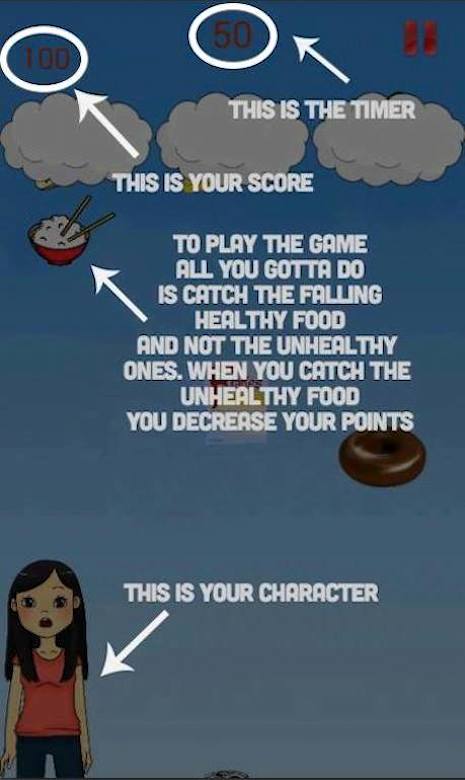 50
100
THIS IS THE TIMER
THIS IS YOUR SCORE
TO PLAY THE GAME
ALL YOU GOTTA DO
IS CATCH THE FALLING
HEALTHY FOOD
AND NOT THE UNHEALTHY
ONES. WHEN YOU CATCH THE
UNHEALTHY FOOD
YOU DECREASE YOUR POINTS
THIS IS YOUR CHARACTER